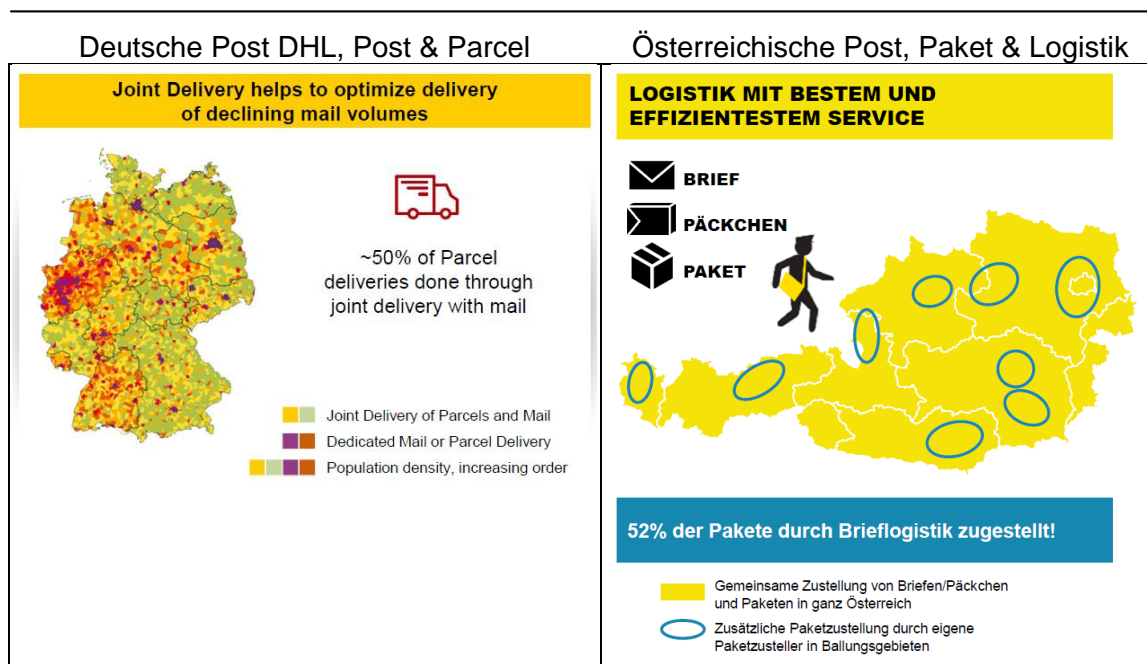 Deutsche Post DHL, Post & Parcel
Joint Delivery helps to optimize delivery
of declining mail volumes
~50% of Parcel
deliveries done through
joint delivery with mail
Joint Delivery of Parcels and Mail
Dedicated Mail or Parcel Delivery
Population density, increasing order
Österreichische Post, Paket & Logistik
LOGISTIK MIT BESTEM UND
EFFIZIENTESTEM SERVICE
BRIEF
PÄCKCHEN
PAKET
52% der Pakete durch Brieflogistik zugestellt!
Gemeinsame Zustellung von Briefen/Päckchen
und Paketen in ganz Österreich
Zusätzliche Paketzustellung durch eigene
Paketzusteller in Ballungsgebieten